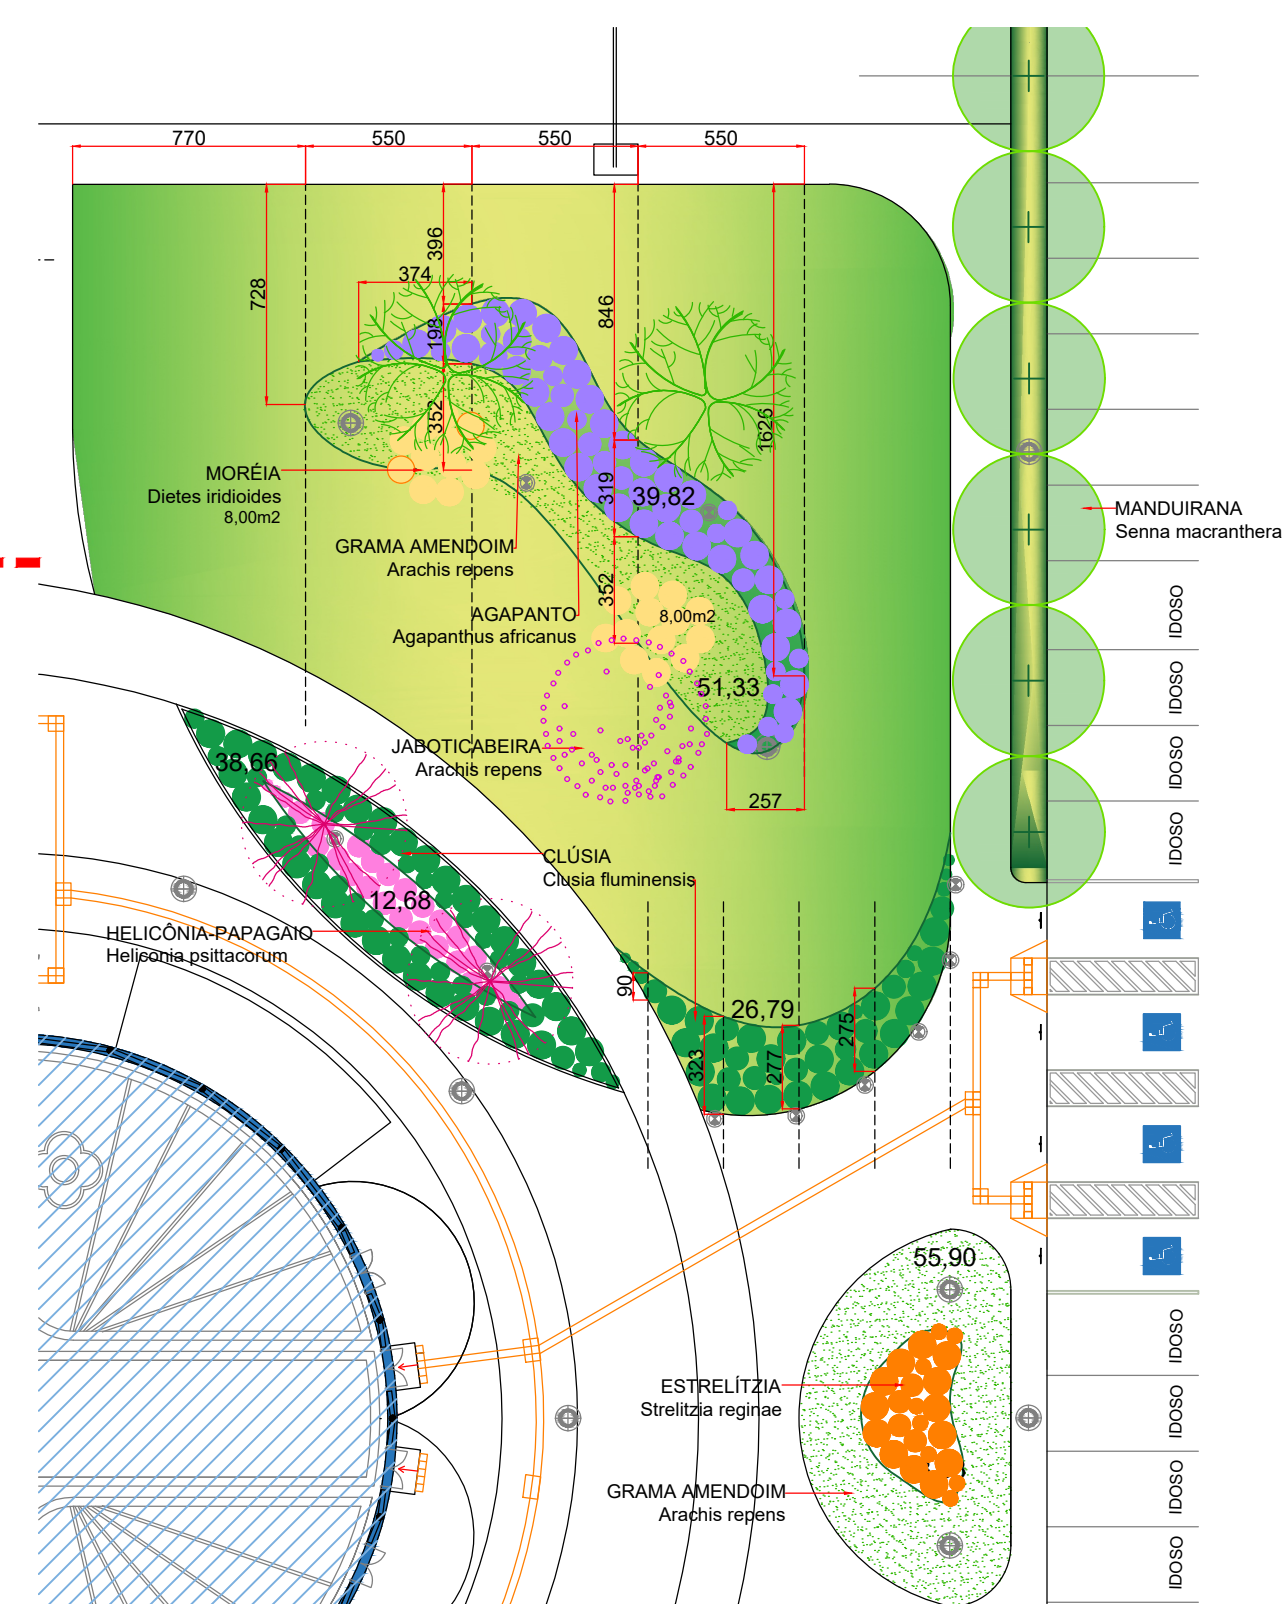 770
550
550
550
396
374
728
198
846
352
1626
MORÉIA
Dietes iridioides
8,00m2
319
39,82
MANDUIRANA
Senna macranthera
GRAMA AMENDOIM
Arachis repens
352
AGAPANTO
Agapanthus africanus
8,00m2
IDOSO
51,33
IDOSO
JABOTICABEIRA
Arachis repens
38,66
IDOSO
257
IDOSO
CLÚSIA
Clusia fluminensis
12,68
HELICÔNIA-PAPAGAIO
Heliconia psittacorum
90
26,79
275
323
277
55,90
IDOSO
ESTRELÍTZIA
Strelitzia reginae
IDOSO
GRAMA AMENDOIM
Arachis repens
IDOSO
IDOSO